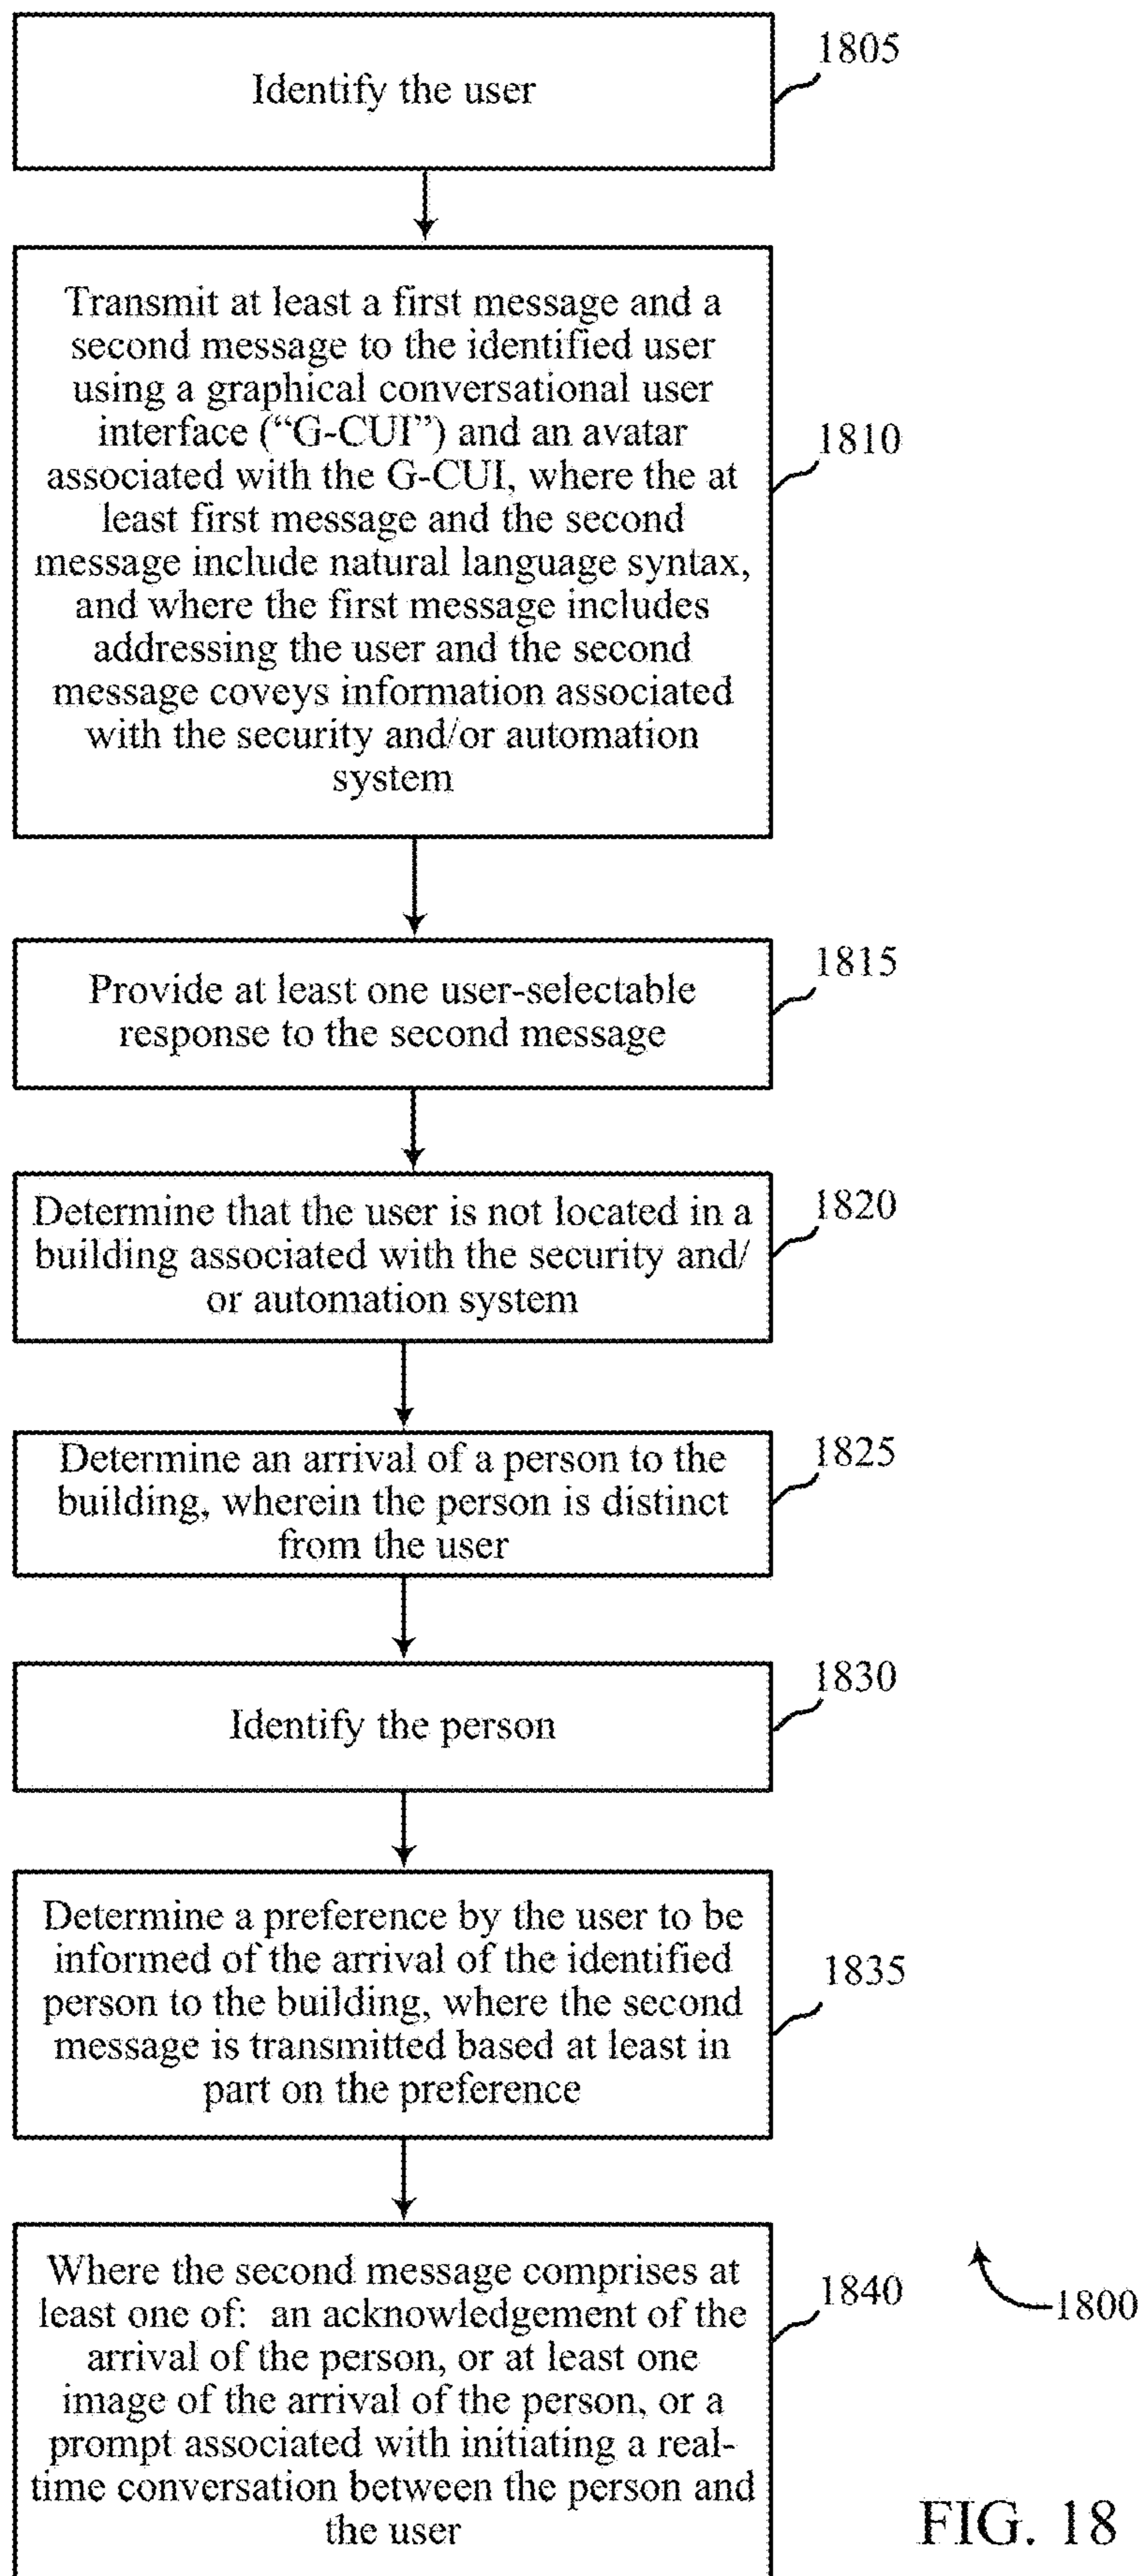 Identify the user
1805
Transmit at least a first message and a
second message to the identified user
using a graphical conversational user
interface (“G-CUI”) and an avatar
associated with the G-CUI, where the at
least first message and the second
message include natural language syntax,
and where the first message includes
addressing the user and the second
message coveys information associated
with the security and/or automation
system
1810
Provide at least one user-selectable
response to the second message
1815
Determine that the user is not located in a
building associated with the security and/
or automation system
1820
Determine an arrival of a person to the
building, wherein the person is distinct
from the user
1825
Identify the person
1830
Determine a preference by the user to be
informed of the arrival of the identified
person to the building, where the second
message is transmitted based at least in
part on the preference
1835
Where the second message comprises at
least one of:  an acknowledgement of the
arrival of the person, or at least one
image of the arrival of the person, or a
prompt associated with initiating a real-
time conversation between the person and
the user
1840
1800
FIG. 18